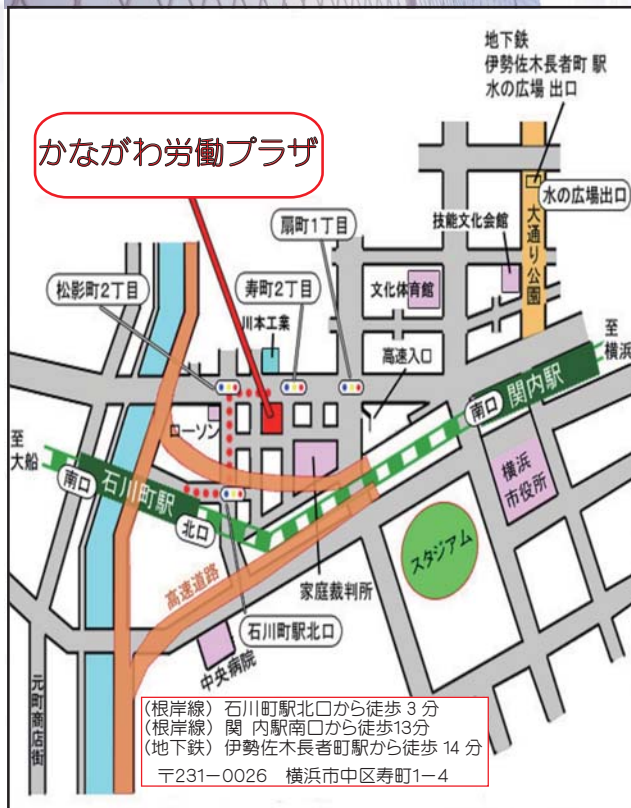 地下鉄
伊勢佐木長者町 駅
水の広場 出口
かながわ労働プラザ
水の広場出口
大通り公園
技能文化会館
扇町1丁目
松影町2丁目
寿町2丁目
文化体育館
川本工業
高速入口
至
横浜
関内駅
南口
ローソン
至
大船
南口
石川町駅
北口
横浜
市役所
スタジアム
高速道路
家庭裁判所
石川町駅北口
中央病院
元町商店街
(根岸線) 石川町駅北口から徒歩 3 分
(根岸線) 関 内駅南口から徒歩13分
(地下鉄) 伊勢佐木長者町駅から徒歩 14 分
〒231-0026 横浜市中区寿町1-4